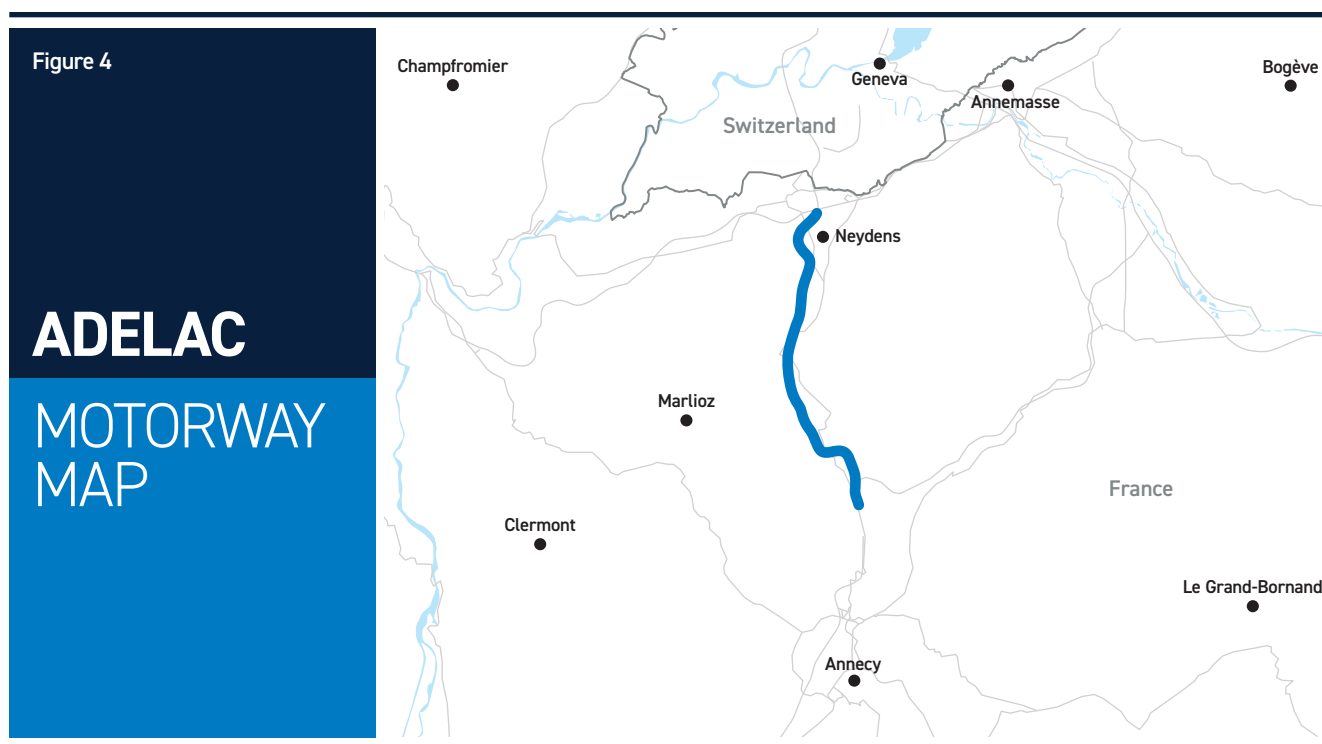 Figure 4
ADELAC
MOTORWAY
MAP
Champfromier
Geneva
Annemasse
Bogève
Switzerland
Neydens
Marlioz
France
Clermont
Le Grand-Bornand
Annecy